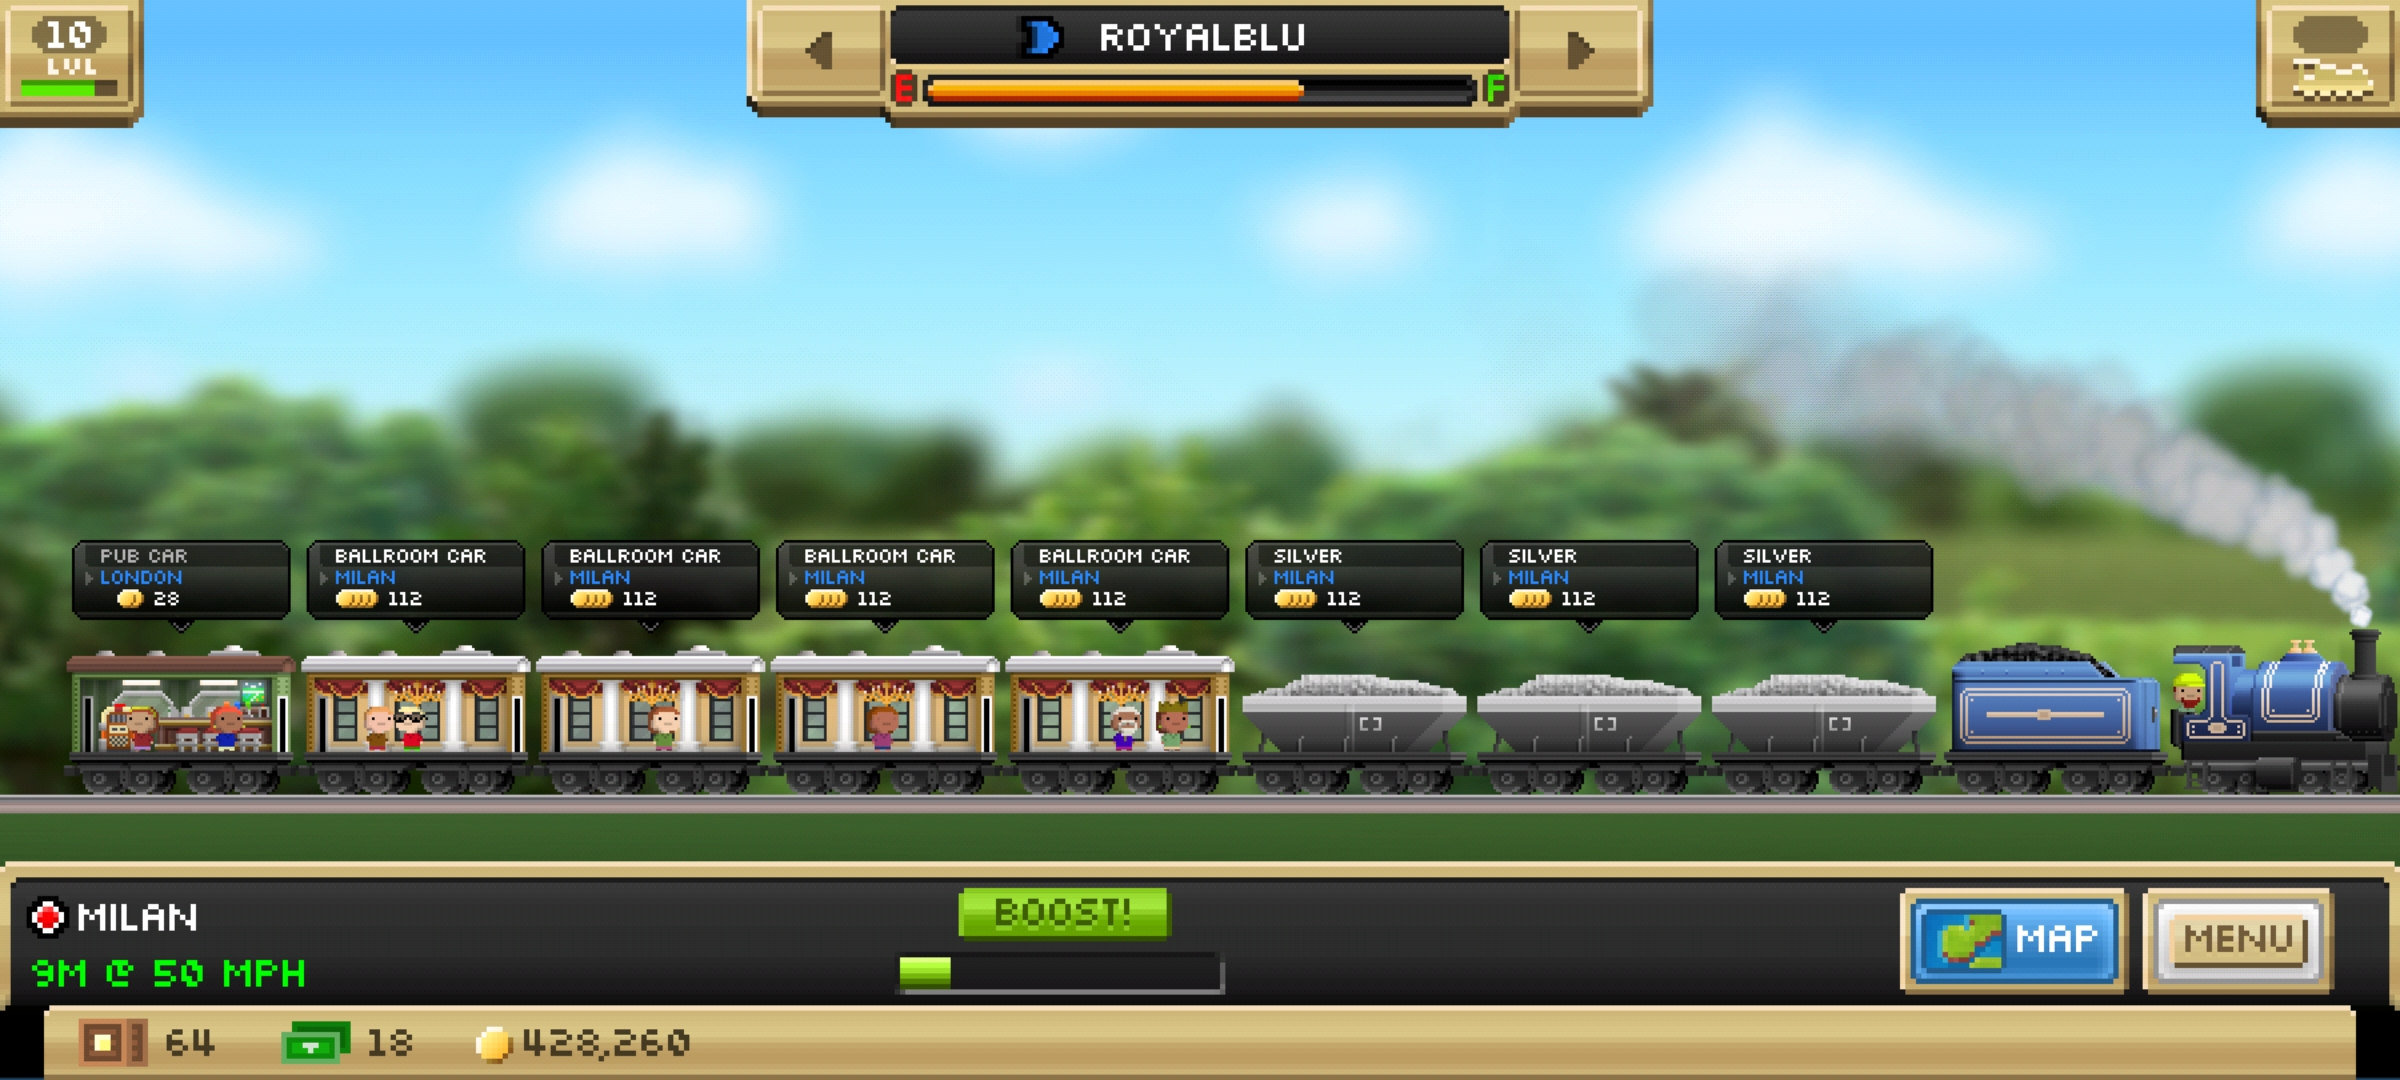 10
LVL
ROYALBLU
E F
PUB CAR
LONDON
28
BALLROOM CAR
MILAN
112
BALLROOM CAR
MILAN
112
BALLROOM CAR
MILAN
112
BALLROOM CAR
MILAN
112
SILVER
MILAN
112
SILVER
MILAN
112
SILVER
MILAN
112
MILAN
9M @ 50 MPH
BOOST!
MAP
MENU
64
18
428,260